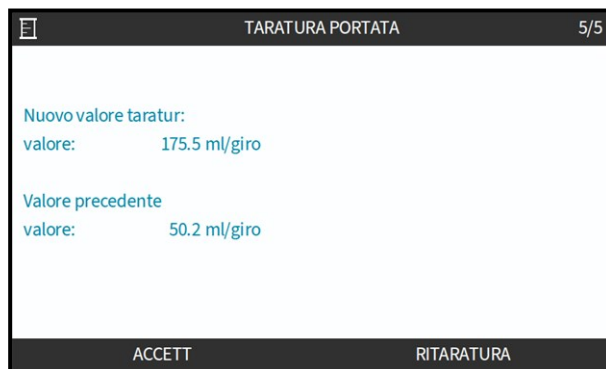 TARATURA PORTATA 5/5
Nuovo valore taratur:
valore: 175.5 ml/giro
Valore precedente
valore: 50.2 ml/giro
ACCETT RITARATURA